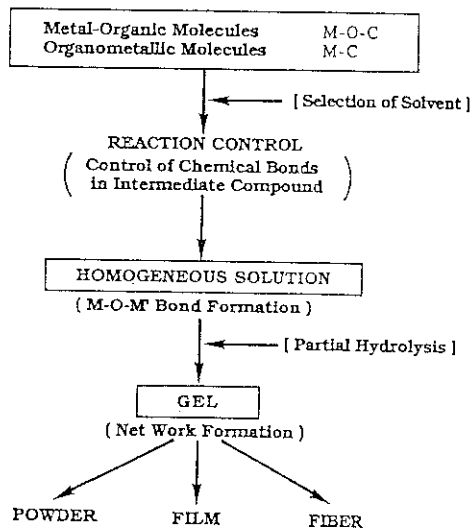 Metal-Organic Molecules M-O-C
Organometallic Molecules M-C
[ Selection of Solvent ]
REACTION CONTROL
( Control of Chemical Bonds
in Intermediate Compound )
HOMOGENEOUS SOLUTION
( M-O-M' Bond Formation )
[ Partial Hydrolysis ]
GEL
( Net Work Formation )
POWDER FILM FIBER